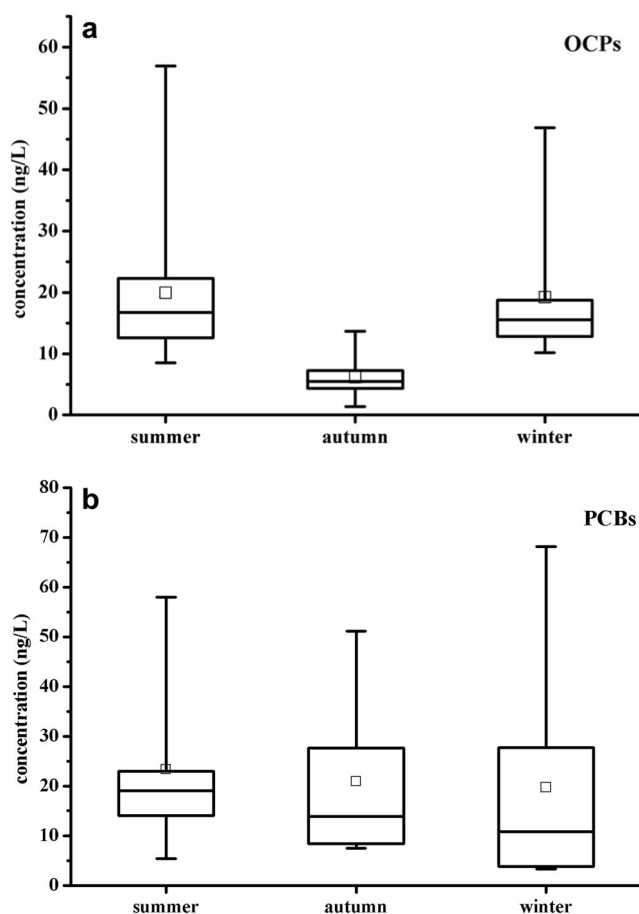 a
OCPs
60
50
40
30
20
10
0
concentration (ng/L)
summer autumn winter
b
PCBs
80
70
60
50
40
30
20
10
0
concentration (ng/L)
summer autumn winter